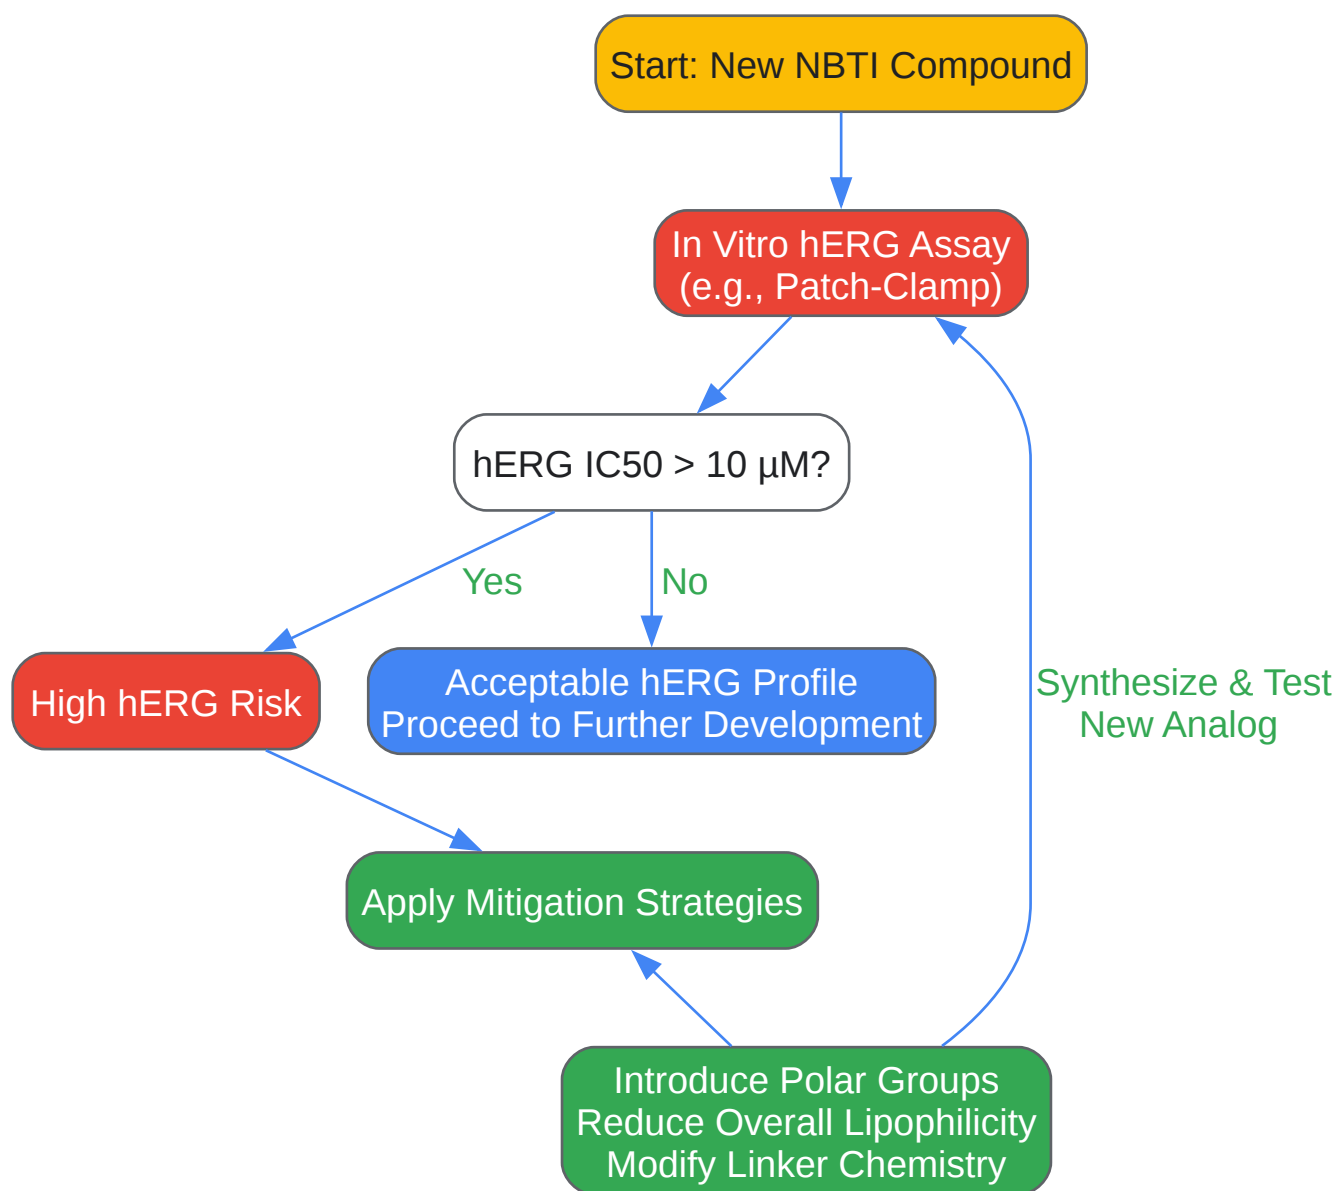 Start: New NBTI Compound
In Vitro hERG Assay
(e.g., Patch-Clamp)
hERG IC50 > 10 µM?
Yes
No
High hERG Risk
Acceptable hERG Profile
Proceed to Further Development
Synthesize & Test
New Analog
Apply Mitigation Strategies
Introduce Polar Groups
Reduce Overall Lipophilicity
Modify Linker Chemistry